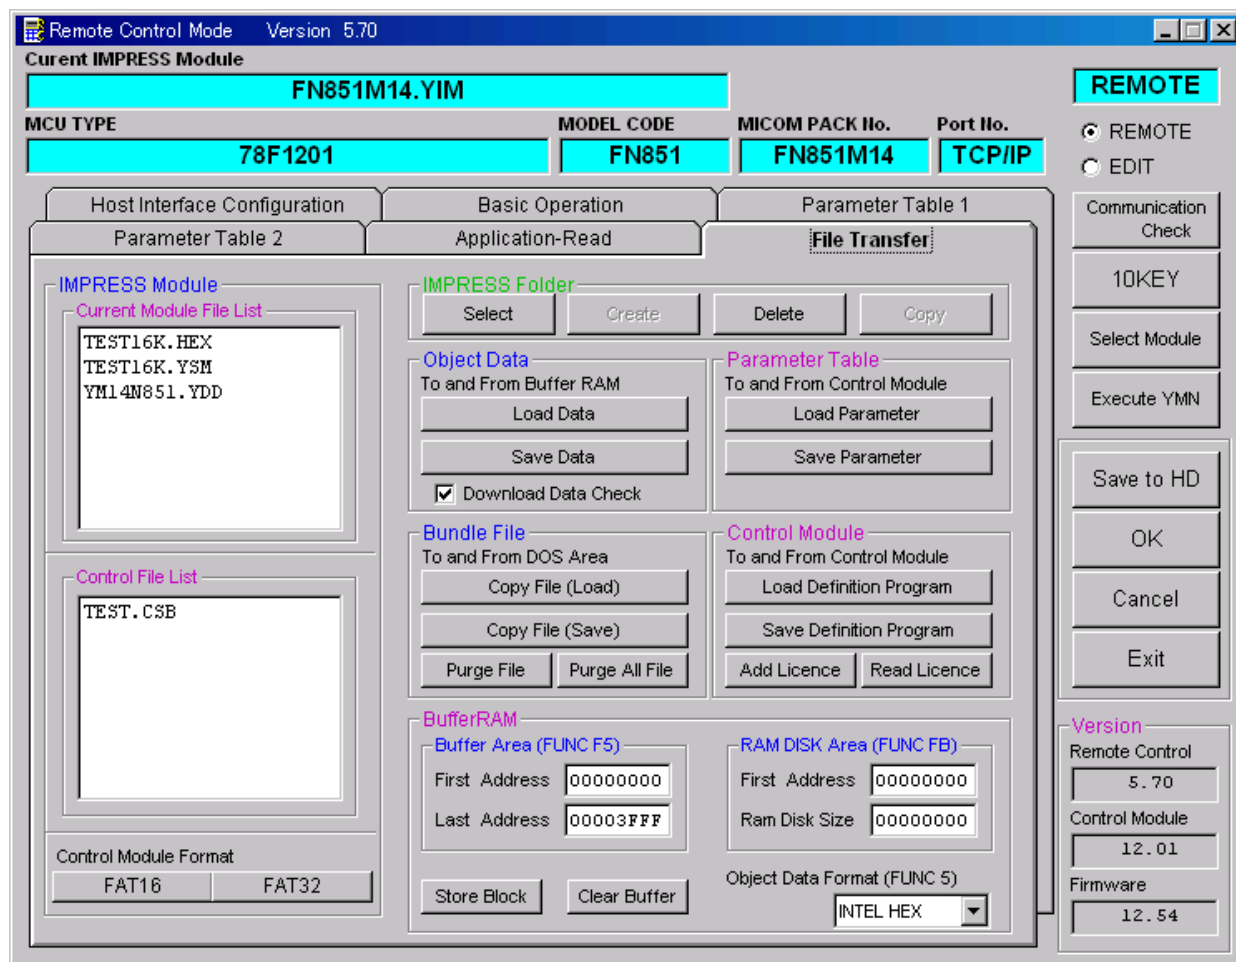 Remote Control Mode Version 5.70
Curent IMPRESS Module
FN851M14.YIM
MCU TYPE
78F1201
MODEL CODE
FN851
MICOM PACK No.
FN851M14
Port No.
TCP/IP
REMOTE
REMOTE
EDIT
Host Interface Configuration
Basic Operation
Parameter Table 1
Parameter Table 2
Application-Read
File Transfer
IMPRESS Module
Current Module File List
TEST16K.HEX
TEST16K.YSM
YM14N851.YDD
Control File List
TEST.CSB
Control Module Format
FAT16
FAT32
IMPRESS Folder
Select
Create
Delete
Copy
Object Data
To and From Buffer RAM
Load Data
Save Data
Download Data Check
Parameter Table
To and From Control Module
Load Parameter
Save Parameter
Bundle File
To and From DOS Area
Copy File (Load)
Copy File (Save)
Purge File
Purge All File
Control Module
To and From Control Module
Load Definition Program
Save Definition Program
Add Licence
Read Licence
BufferRAM
Buffer Area (FUNC F5)
First Address 00000000
Last Address 00003FFF
RAM DISK Area (FUNC FB)
First Address 00000000
Ram Disk Size 00000000
Store Block
Clear Buffer
Object Data Format (FUNC 5)
INTEL HEX
Communication
Check
10KEY
Select Module
Execute YMN
Save to HD
OK
Cancel
Exit
Version
Remote Control
5.70
Control Module
12.01
Firmware
12.54